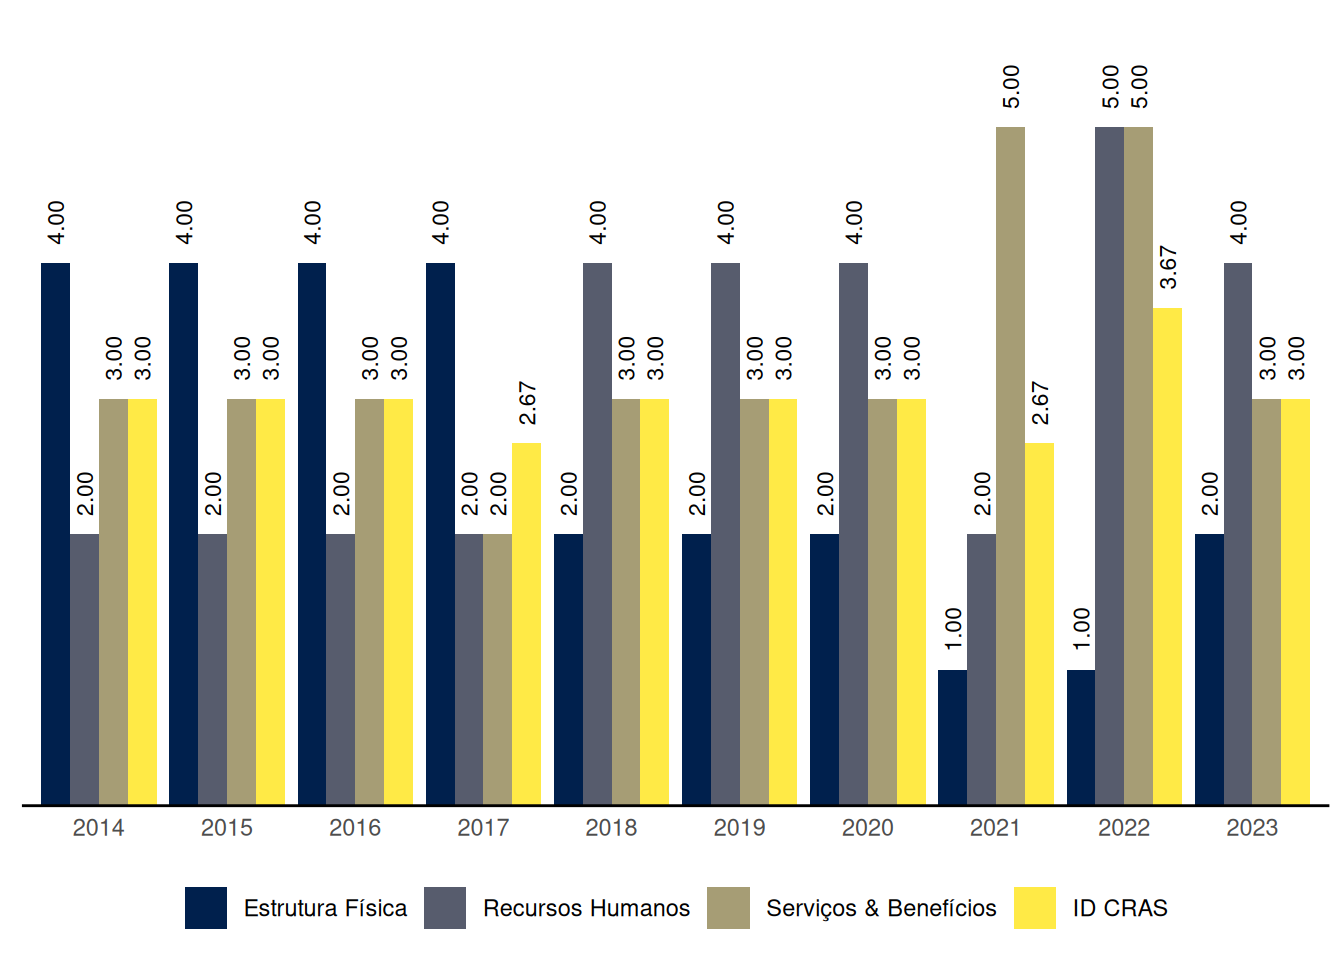 5.00 5.00 5.00
4.00 4.00 4.00 4.00 4.00 4.00 4.00 4.00
3.67
3.00 3.00 3.00 3.00 3.00 3.00 3.00 3.00 3.00 3.00 3.00 3.00 3.00 3.00
2.67 2.67
2.00 2.00 2.00 2.00 2.00 2.00 2.00 2.00 2.00 2.00
1.00 1.00
2014 2015 2016 2017 2018 2019 2020 2021 2022 2023
Estrutura Física Recursos Humanos Serviços & Benefícios ID CRAS